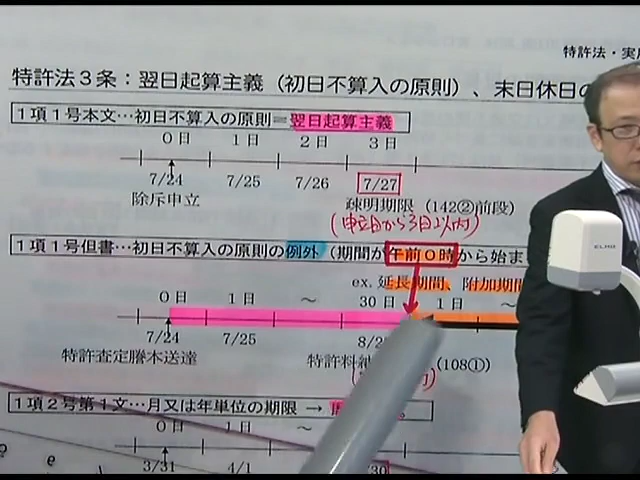 特許法・実用
特許法３条：翌日起算主義（初日不算入の原則）、末日休日の
１項１号本文…初日不算入の原則＝翌日起算主義
０日 １日 ２日 ３日
7/24 7/25 7/26 7/27
除斥申立 疎明期限（142②前段）
（申立日から３日以内）
１項１号但書…初日不算入の原則の例外（期間が午前０時から始ま
ex. 延長期間、附加期間
０日 １日 ～ 30日 １日 ～
7/24 7/25 8/2
特許査定謄本送達 特許料納 (108①)
１項２号第１文…月又は年単位の期限 →
０日 １日 ～
3/31 4/1 /30
ELMO